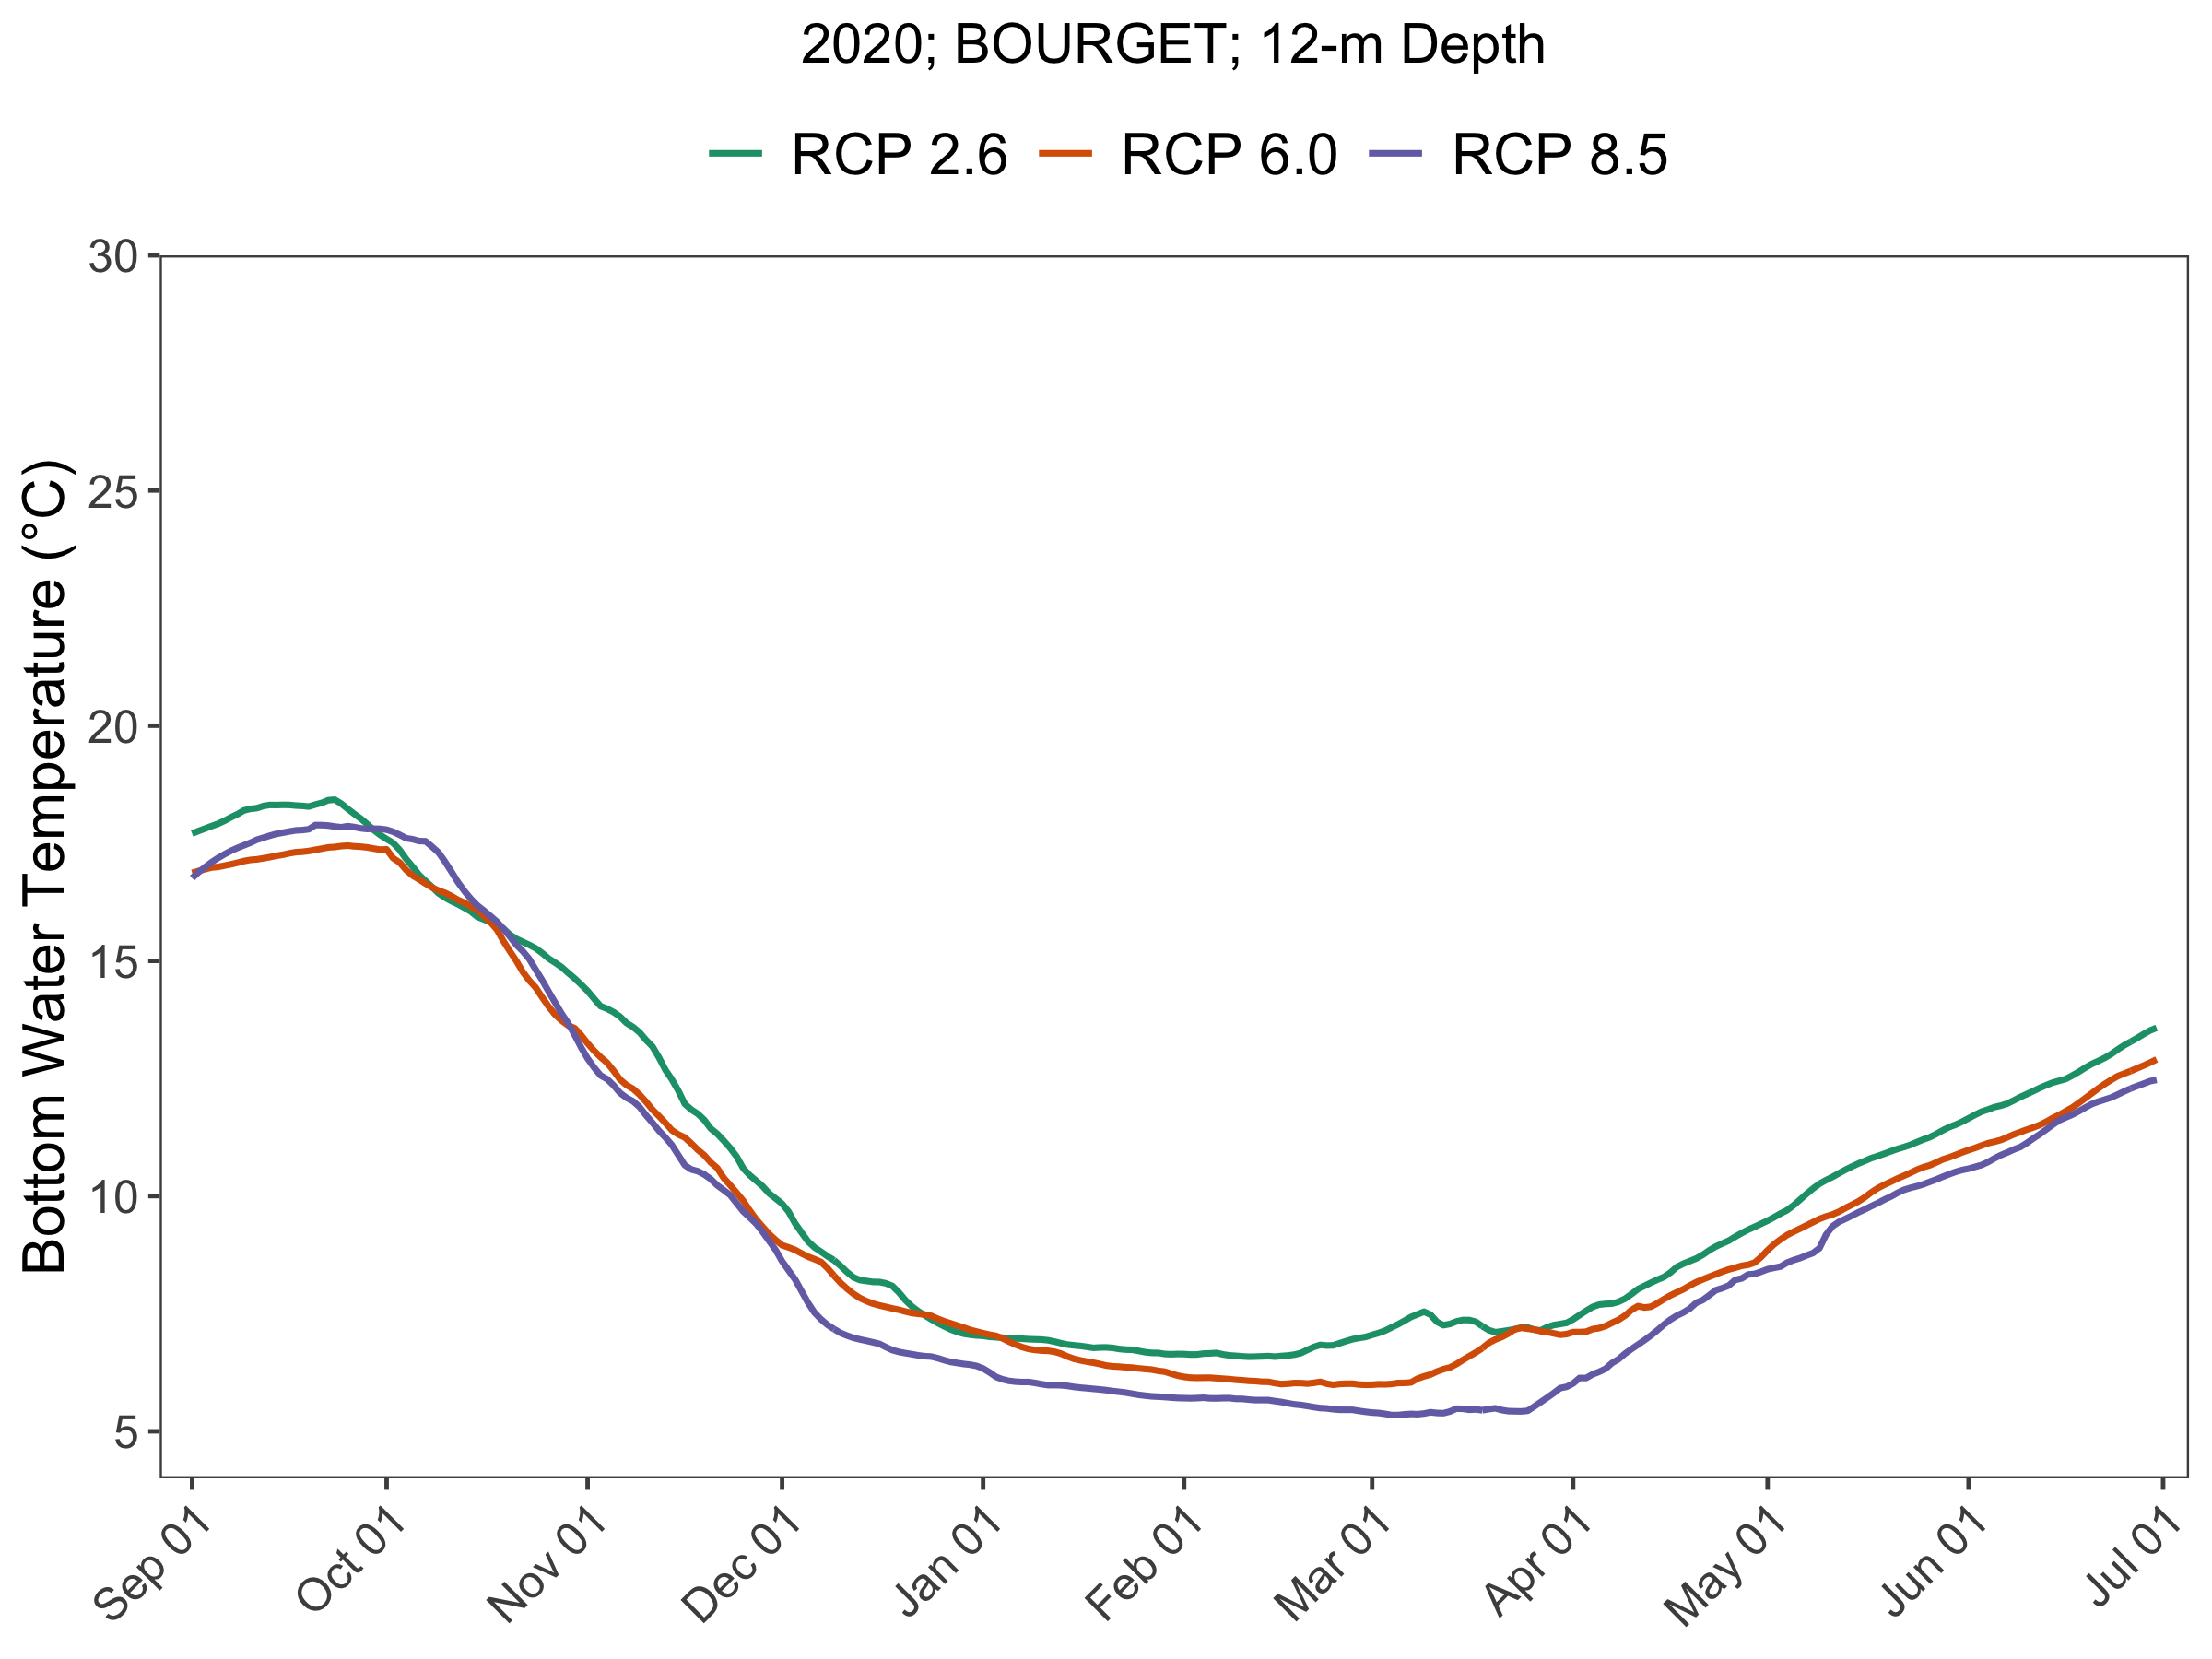 2020; BOURGET; 12-m Depth
RCP 2.6 RCP 6.0 RCP 8.5
Bottom Water Temperature (°C)
30
25
20
15
10
5
Sep 01 Oct 01 Nov 01 Dec 01 Jan 01 Feb 01 Mar 01 Apr 01 May 01 Jun 01 Jul 01